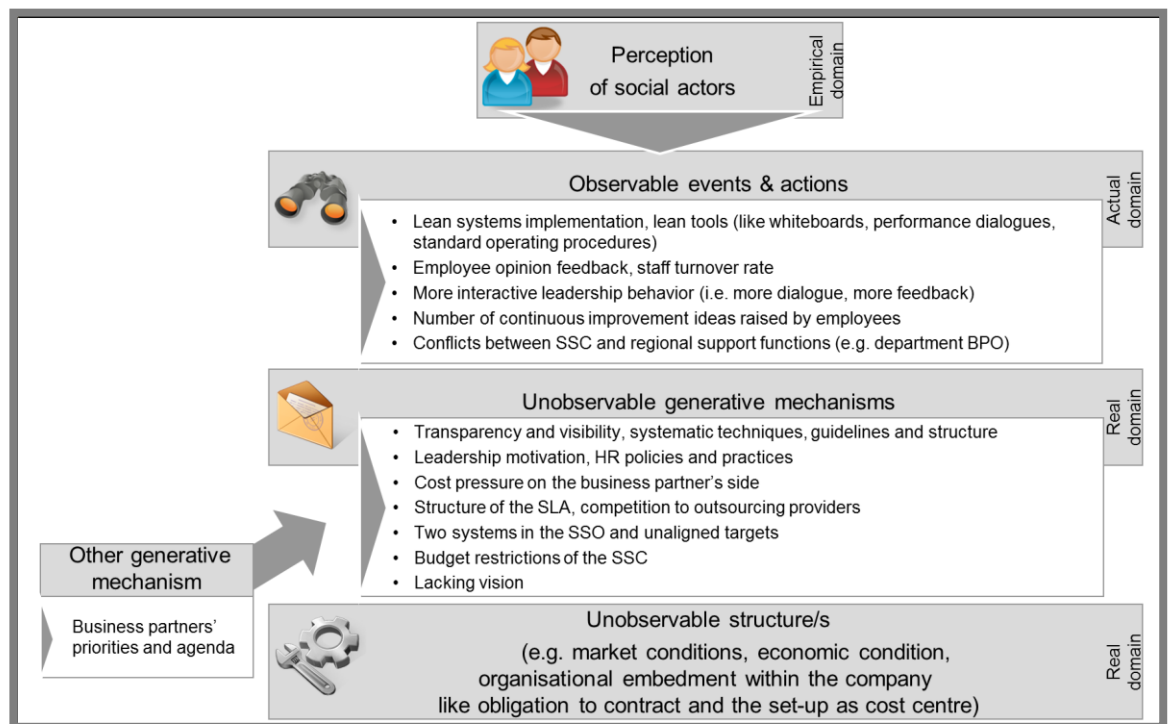 Perception
of social actors
Empirical
domain
Observable events & actions
Actual
domain
• Lean systems implementation, lean tools (like whiteboards, performance dialogues,
standard operating procedures)
• Employee opinion feedback, staff turnover rate
• More interactive leadership behavior (i.e. more dialogue, more feedback)
• Number of continuous improvement ideas raised by employees
• Conflicts between SSC and regional support functions (e.g. department BPO)
Unobservable generative mechanisms
Real
domain
• Transparency and visibility, systematic techniques, guidelines and structure
• Leadership motivation, HR policies and practices
• Cost pressure on the business partner's side
• Structure of the SLA, competition to outsourcing providers
• Two systems in the SSO and unaligned targets
• Budget restrictions of the SSC
• Lacking vision
Other generative
mechanism
Business partners'
priorities and agenda
Unobservable structure/s
(e.g. market conditions, economic condition,
organisational embedment within the company
like obligation to contract and the set-up as cost centre)
Real
domain